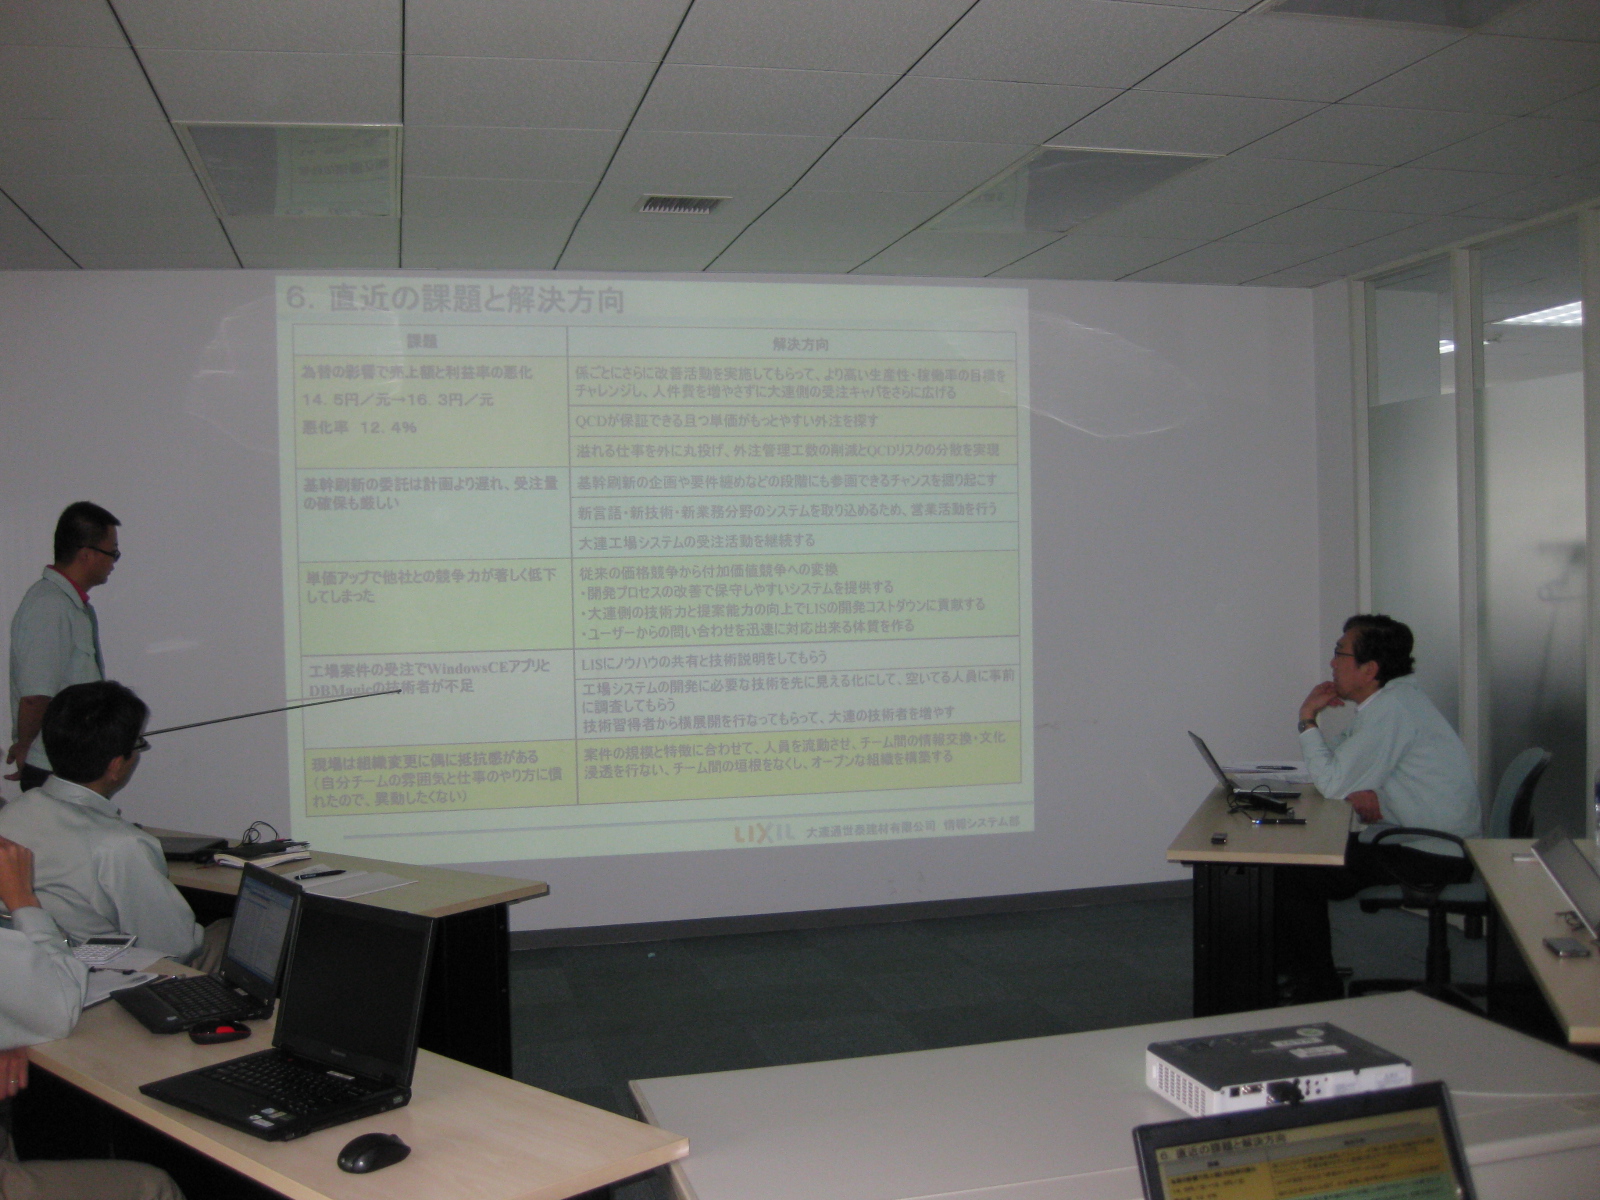 6. 直近の課題と解決方向
課題
解決方向
為替の影響で売上額と利益率の悪化
14.5円／元→16.3円／元
悪化率 12.4%
係ごとにさらに改善活動を実施してもらって、より高い生産性・稼働率の目標を
チャレンジし、人件費を増やさずに大連側の受注キャパをさらに広げる
QCDが保証できる且つ単価がもっとやすい外注を探す
溢れる仕事を外に丸投げ、外注管理工数の削減とQCDリスクの分散を実現
基幹刷新の委託は計画より遅れ、受注量
の確保も厳しい
基幹刷新の企画や要件纏めなどの段階にも参画できるチャンスを掘り起こす
新言語・新技術・新業務分野のシステムを取り込めるため、営業活動を行う
大連工場システムの受注活動を継続する
単価アップで他社との競争力が著しく低下
してしまった
従来の価格競争から付加価値競争への変換
・開発プロセスの改善で保守しやすいシステムを提供する
・大連側の技術力と提案能力の向上でLISの開発コストダウンに貢献する
・ユーザーからの問い合わせを迅速に対応出来る体質を作る
工場案件の受注でWindowsCEアプリと
DBMagicの技術者が不足
LISにノウハウの共有と技術説明をしてもらう
工場システムの開発に必要な技術を先に見える化にして、空いてる人員に事前
に調査してもらう
技術習得者から横展開を行なってもらって、大連の技術者を増やす
現場は組織変更に偶に抵抗感がある
（自分チームの雰囲気と仕事のやり方に慣
れたので、異動したくない）
案件の規模と特徴に合わせて、人員を流動させ、チーム間の情報交換・文化
浸透を行ない、チーム間の垣根をなくし、オープンな組織を構築する
LIXIL 大連通世泰建材有限公司 情報システム部
6. 直近の課題と解決方向